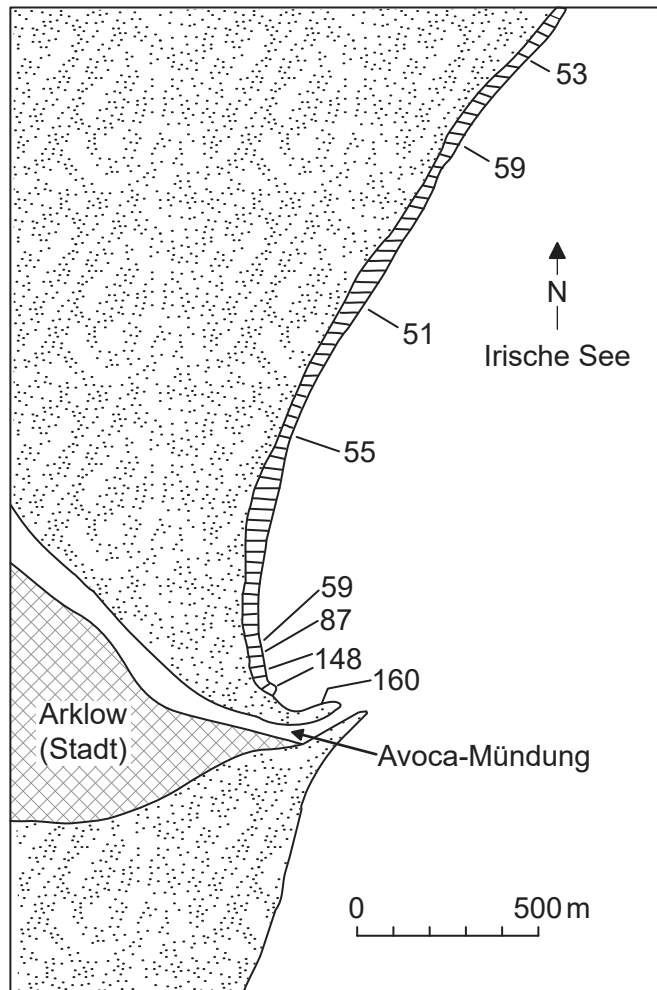 53
59
N
Irische See
51
55
59
87
148
160
Arklow
(Stadt)
Avoca-Mündung
0 500 m